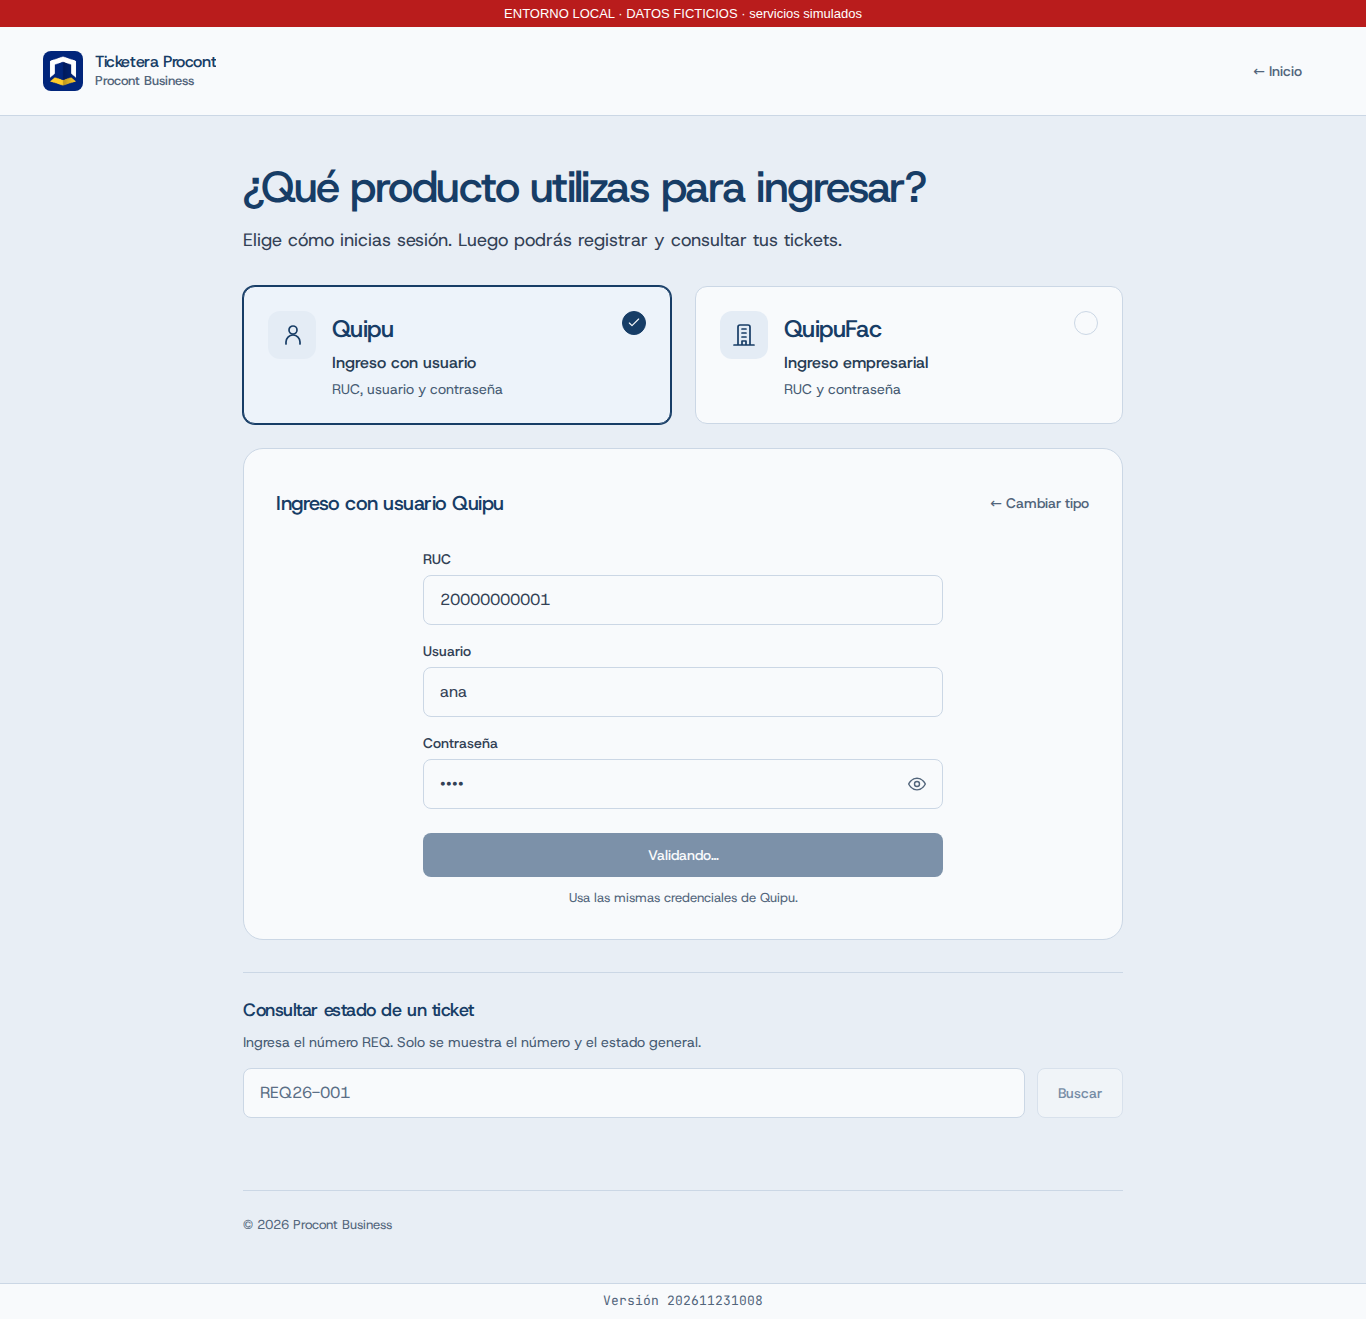 ENTORNO LOCAL · DATOS FICTICIOS · servicios simulados
Ticketera Procont
Procont Business
← Inicio
¿Qué producto utilizas para ingresar?
Elige cómo inicias sesión. Luego podrás registrar y consultar tus tickets.
Quipu
Ingreso con usuario
RUC, usuario y contraseña
QuipuFac
Ingreso empresarial
RUC y contraseña
Ingreso con usuario Quipu
← Cambiar tipo
RUC
20000000001
Usuario
ana
Contraseña
••••
Validando…
Usa las mismas credenciales de Quipu.
Consultar estado de un ticket
Ingresa el número REQ. Solo se muestra el número y el estado general.
REQ26-001
Buscar
© 2026 Procont Business
Versión 202611231008